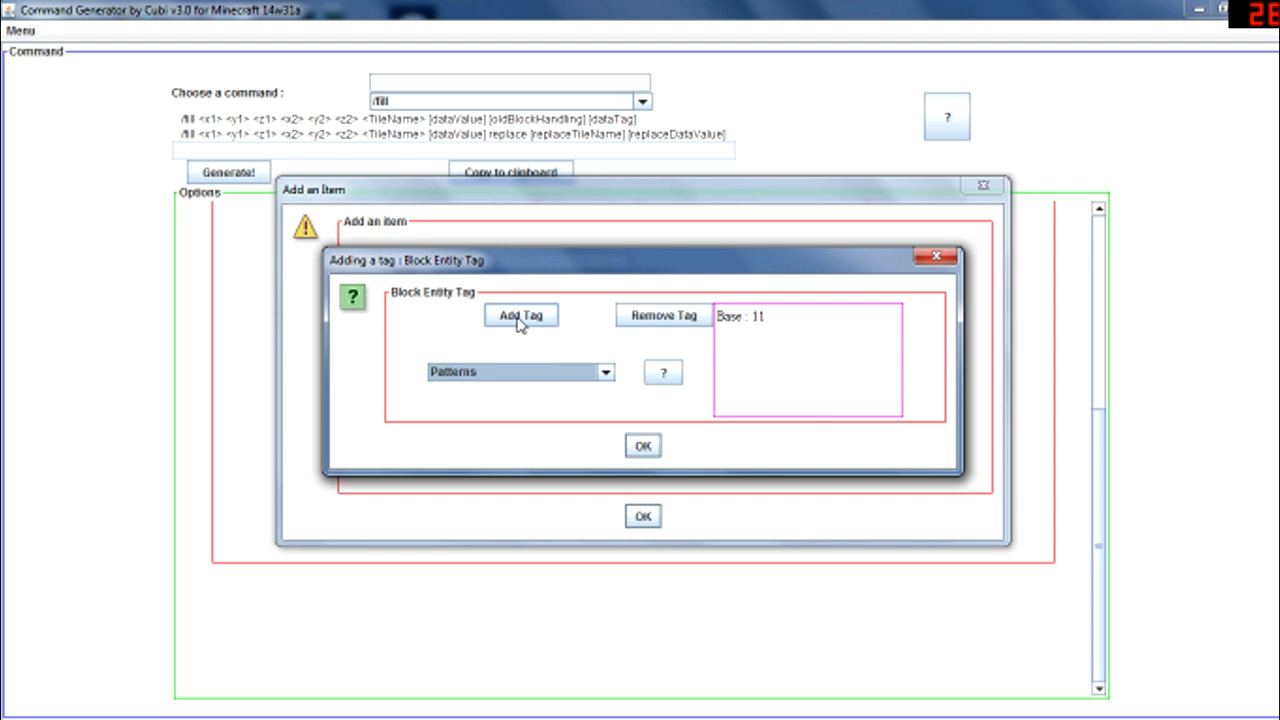 Command Generator by Cubi v3.0 for Minecraft 14w31a
28
Menu
Command
Choose a command :
/fill
/fill <x1> <y1> <z1> <x2> <y2> <z2> <TileName> [dataValue] [oldBlockHandling] [dataTag]
/fill <x1> <y1> <z1> <x2> <y2> <z2> <TileName> [dataValue] replace [replaceTileName] [replaceDataValue]
?
Generate!
Copy to clipboard
Options
Add an Item
Add an item
Adding a tag : Block Entity Tag
?
Block Entity Tag
Add Tag
Remove Tag
Base : 11
Patterns
?
OK
OK